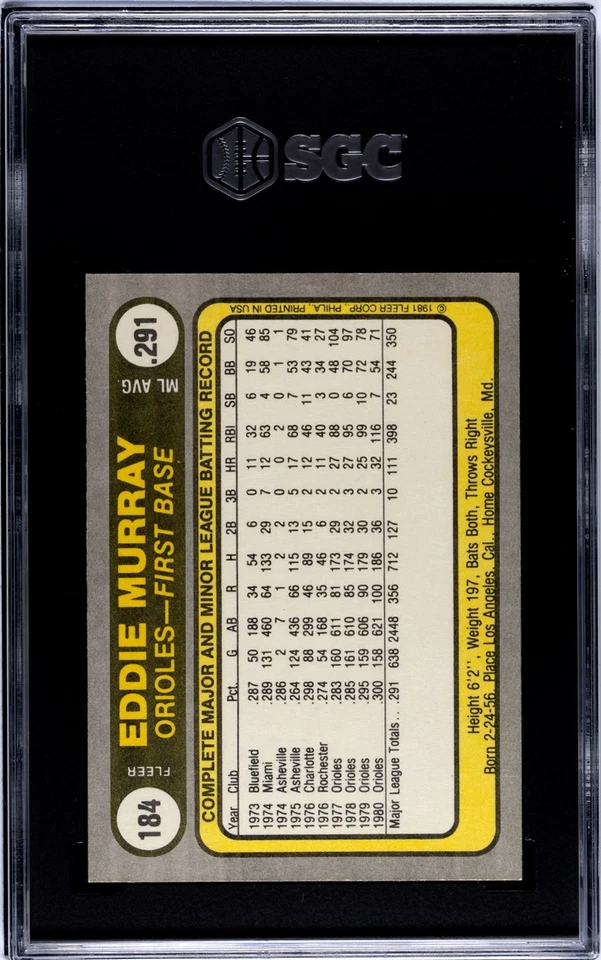 SGC
184 FLEER EDDIE MURRAY ML AVG. .291
ORIOLES—FIRST BASE
COMPLETE MAJOR AND MINOR LEAGUE BATTING RECORD
Year Club Pct. G AB R H 2B 3B HR RBI SB BB SO
1973 Bluefield .287 50 188 34 54 6 0 11 32 6 19 46
1974 Miami .289 131 460 64 133 29 7 12 63 4 58 85
1974 Asheville .286 2 7 1 2 2 0 0 2 0 1 1
1975 Asheville .264 124 436 66 115 13 5 17 68 7 53 79
1976 Charlotte .298 88 299 46 89 15 2 12 46 11 43 41
1976 Rochester .274 54 168 35 46 6 2 11 40 3 34 27
1977 Orioles .283 160 611 81 173 29 2 27 88 0 48 104
1978 Orioles .285 161 610 85 174 32 3 27 95 6 70 97
1979 Orioles .295 159 606 90 179 30 2 25 99 10 72 78
1980 Orioles .300 158 621 100 186 36 3 32 116 7 54 71
Major League Totals . . . .291 638 2448 356 712 127 10 111 398 23 244 350
© 1981 FLEER CORP., PHILA., PRINTED IN USA
Height 6'2'', Weight 197, Bats Both, Throws Right
Born 2-24-56, Place Los Angeles, Cal., Home Cockeysville, Md.